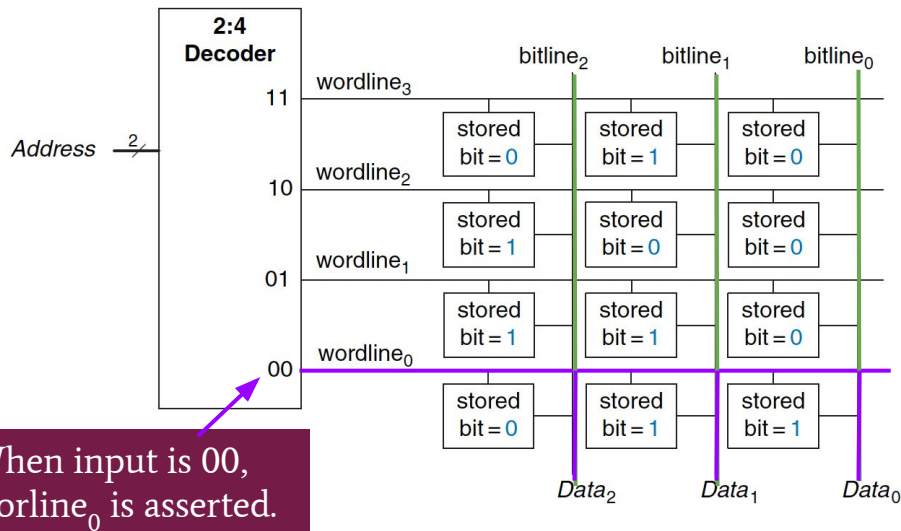 2:4
Decoder
bitline₂ bitline₁ bitline₀
wordline₃
11
stored stored stored
bit = 0 bit = 1 bit = 0
Address 2
wordline₂
10
stored stored stored
bit = 1 bit = 0 bit = 0
wordline₁
01
stored stored stored
bit = 1 bit = 1 bit = 0
wordline₀
00
stored stored stored
bit = 0 bit = 1 bit = 1
When input is 00,
worline₀ is asserted.
Data₂ Data₁ Data₀